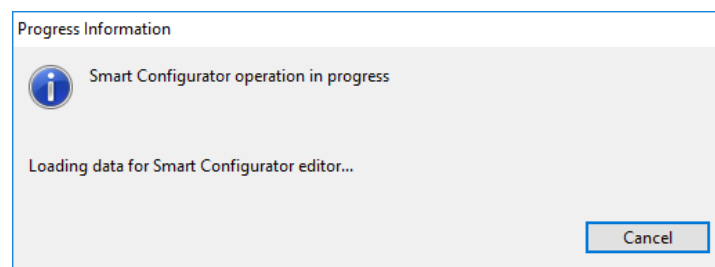 Progress Information
Smart Configurator operation in progress
Loading data for Smart Configurator editor...
Cancel